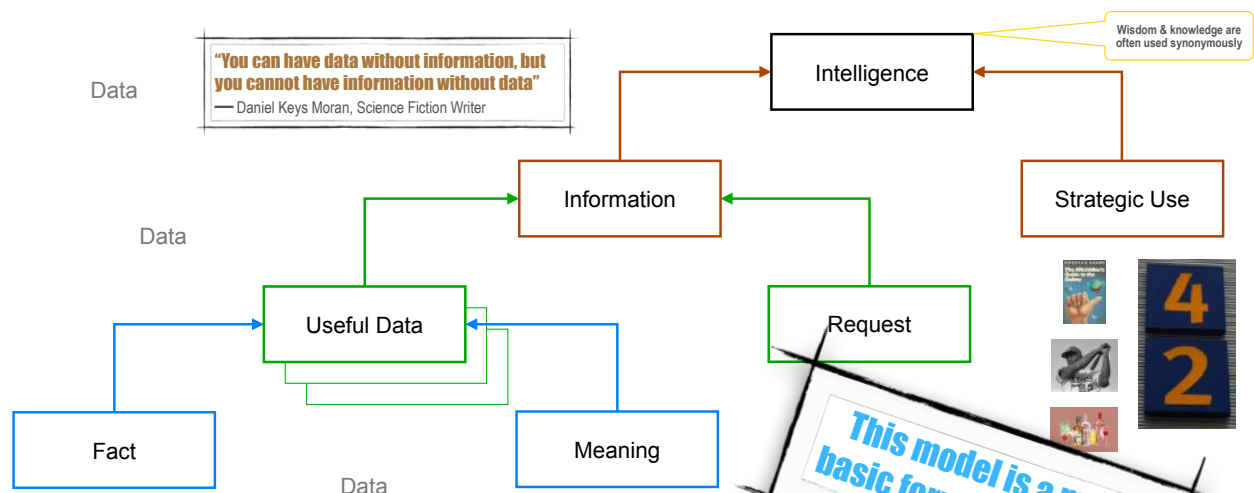 Wisdom & knowledge are
often used synonymously
“You can have data without information, but
you cannot have information without data”
— Daniel Keys Moran, Science Fiction Writer
Data
Intelligence
Information
Strategic Use
Data
Useful Data
Request
4
2
Fact
Meaning
This model is a
basic
Data